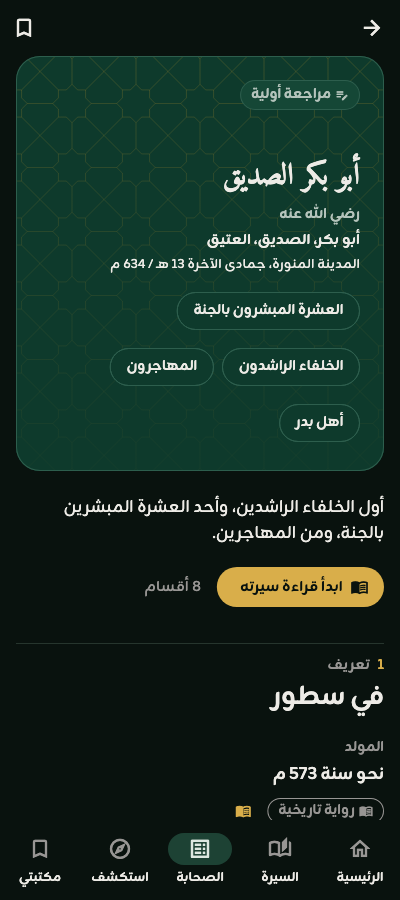 مراجعة أولية
أبو بكر الصديق
رضي الله عنه
أبو بكر، الصديق، العتيق
المدينة المنورة، جمادى الآخرة 13 هـ / 634 م
العشرة المبشرون بالجنة
الخلفاء الراشدون
المهاجرون
أهل بدر
أول الخلفاء الراشدين، وأحد العشرة المبشرين
بالجنة، ومن المهاجرين.
ابدأ قراءة سيرته
8 أقسام
1 تعريف
في سطور
المولد
نحو سنة 573 م
رواية تاريخية
الرئيسية
السيرة
الصحابة
استكشف
مكتبتي